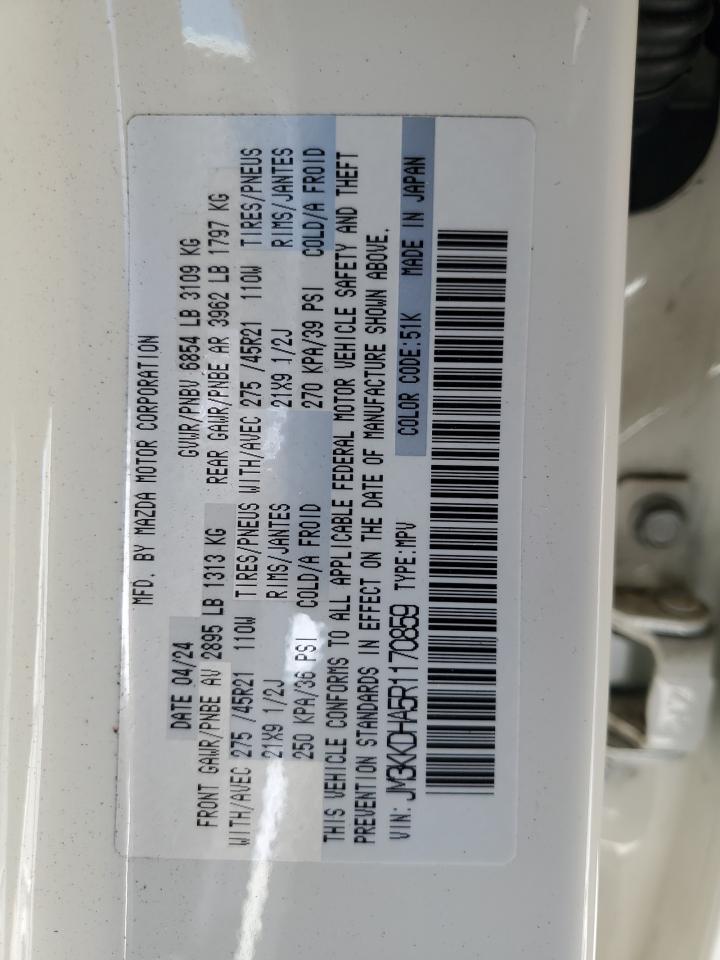 MFD. BY MAZDA MOTOR CORPORATION
DATE 04/24 GVWR/PNBV 6854 LB 3109 KG
FRONT GAWR/PNBE AV 2895 LB 1313 KG REAR GAWR/PNBE AR 3962 LB 1797 KG
WITH/AVEC 275 /45R21 110W TIRES/PNEUS WITH/AVEC 275 /45R21 110W TIRES/PNEUS
21X9 1/2J RIMS/JANTES 21X9 1/2J RIMS/JANTES
250 KPA/36 PSI COLD/A FROID 270 KPA/39 PSI COLD/A FROID
THIS VEHICLE CONFORMS TO ALL APPLICABLE FEDERAL MOTOR VEHICLE SAFETY AND THEFT
PREVENTION STANDARDS IN EFFECT ON THE DATE OF MANUFACTURE SHOWN ABOVE.
VIN: JM3KKDHA5R1170859 TYPE:MPV COLOR CODE:51K MADE IN JAPAN